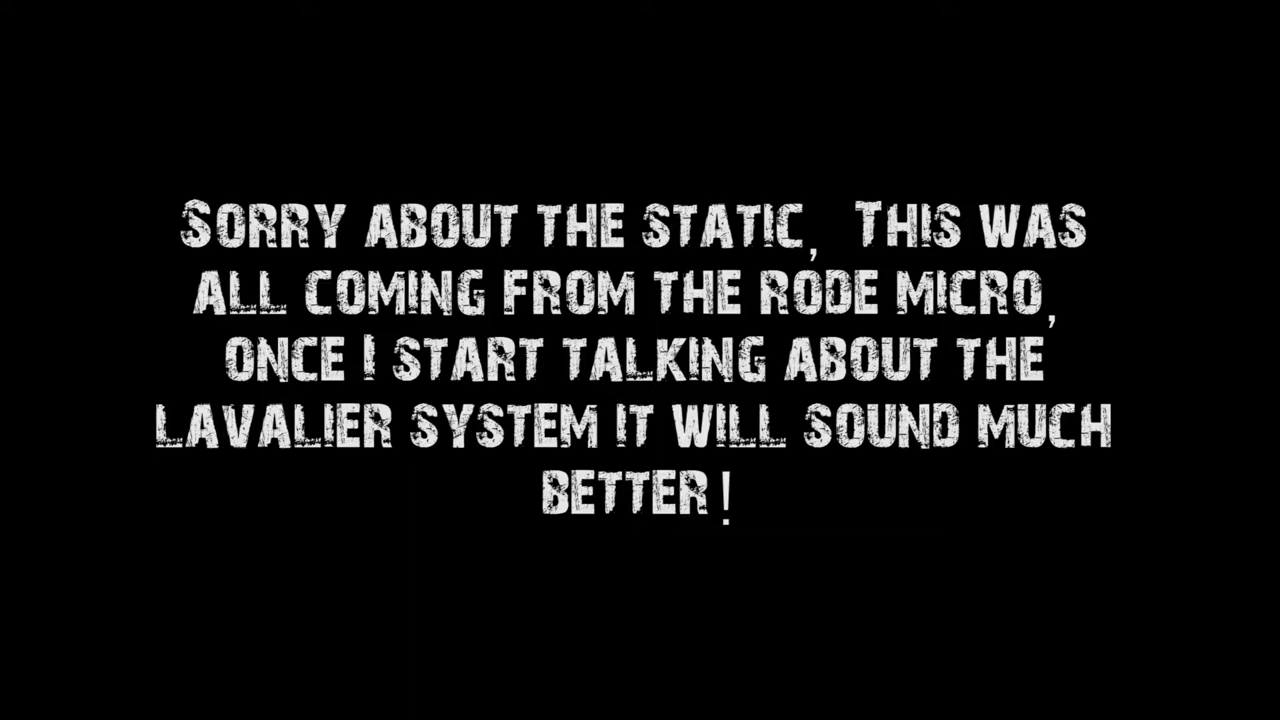 Sorry about the static, This was
all coming from the rode micro,
once I start talking about the
lavalier system it will sound much
better!